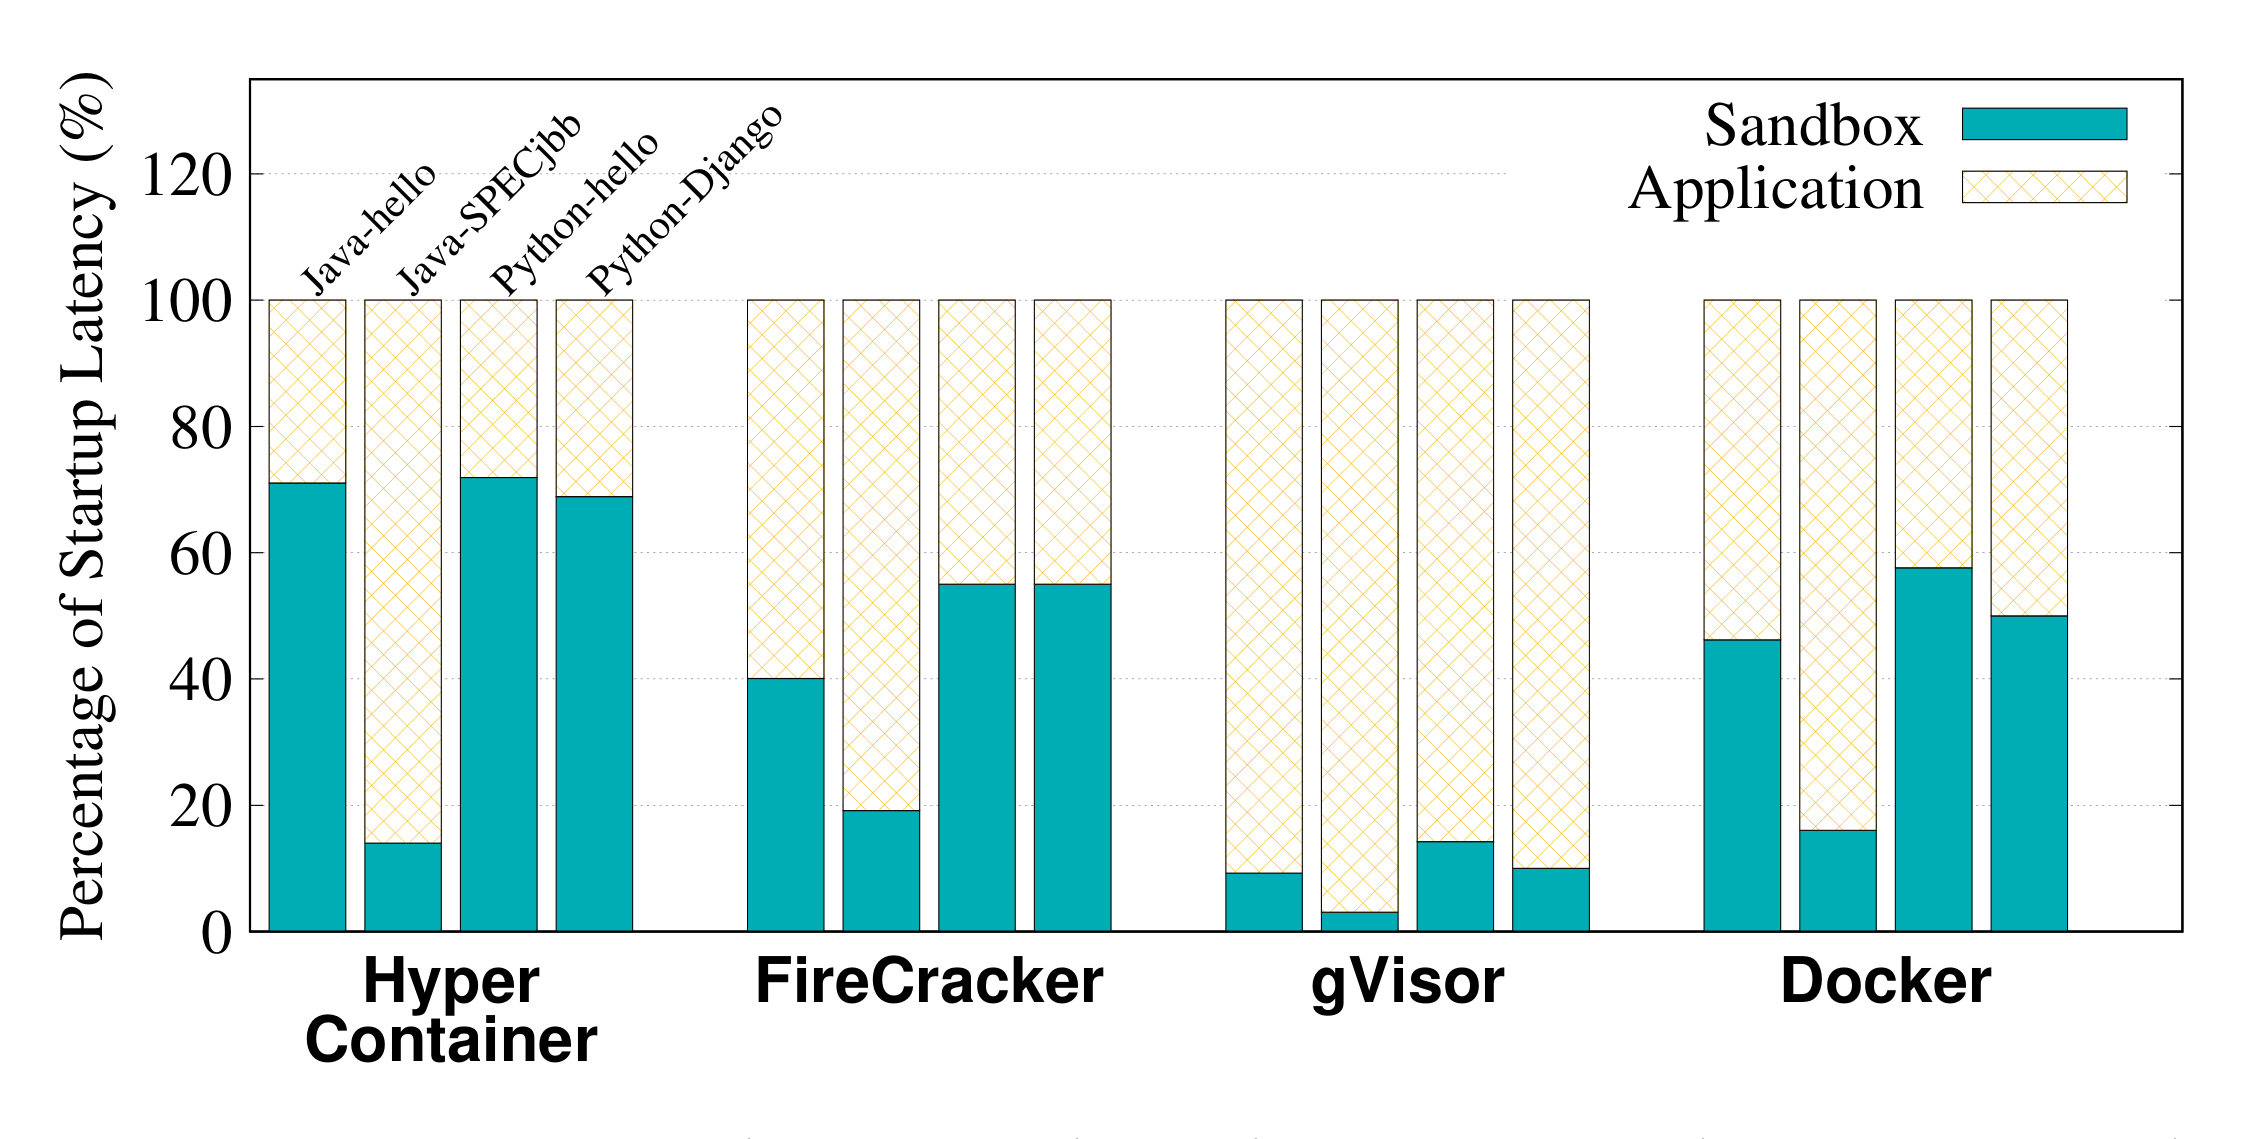 Percentage of Startup Latency (%)
120
100
80
60
40
20
0
Java-hello
Java-SPECjbb
Python-hello
Python-Django
Sandbox
Application
Hyper
Container
FireCracker
gVisor
Docker